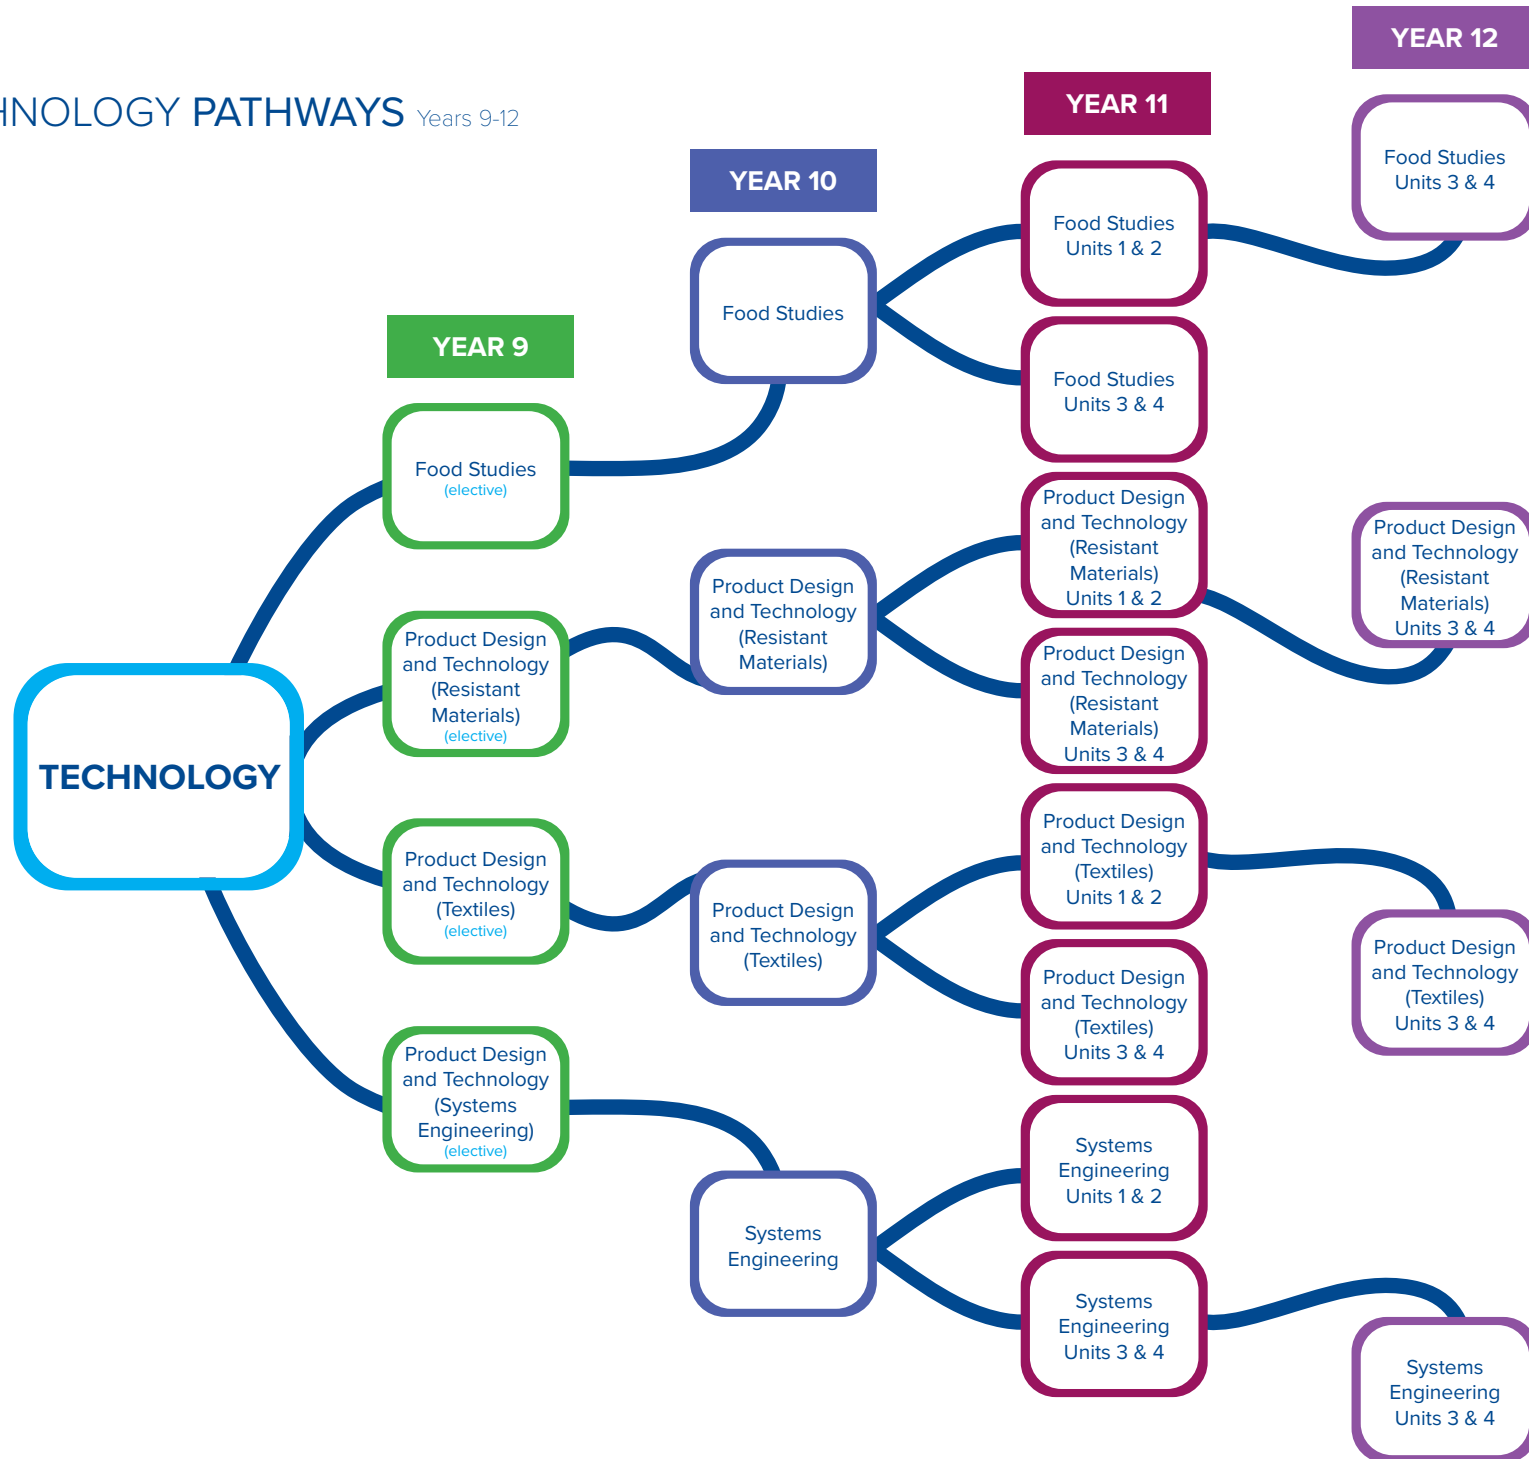 HNOLOGY PATHWAYS Years 9-12
YEAR 9
YEAR 10
YEAR 11
YEAR 12
TECHNOLOGY
Food Studies
(elective)
Product Design
and Technology
(Resistant
Materials)
(elective)
Product Design
and Technology
(Textiles)
(elective)
Product Design
and Technology
(Systems
Engineering)
(elective)
Food Studies
Product Design
and Technology
(Resistant
Materials)
Product Design
and Technology
(Textiles)
Systems
Engineering
Food Studies
Units 1 & 2
Food Studies
Units 3 & 4
Product Design
and Technology
(Resistant
Materials)
Units 1 & 2
Product Design
and Technology
(Resistant
Materials)
Units 3 & 4
Product Design
and Technology
(Textiles)
Units 1 & 2
Product Design
and Technology
(Textiles)
Units 3 & 4
Systems
Engineering
Units 1 & 2
Systems
Engineering
Units 3 & 4
Food Studies
Units 3 & 4
Product Design
and Technology
(Resistant
Materials)
Units 3 & 4
Product Design
and Technology
(Textiles)
Units 3 & 4
Systems
Engineering
Units 3 & 4